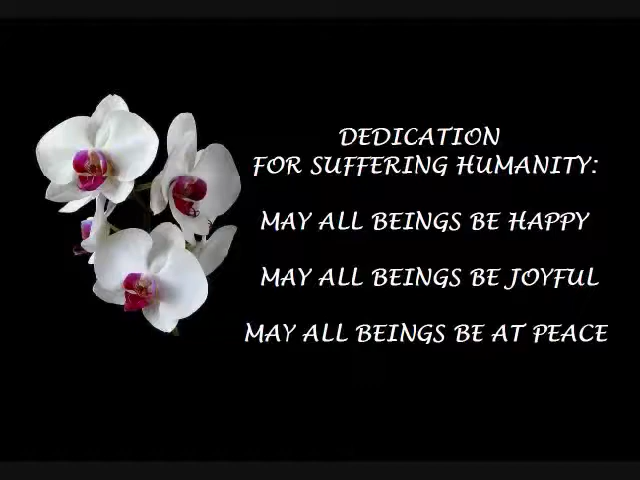 DEDICATION
FOR SUFFERING HUMANITY:
MAY ALL BEINGS BE HAPPY
MAY ALL BEINGS BE JOYFUL
MAY ALL BEINGS BE AT PEACE